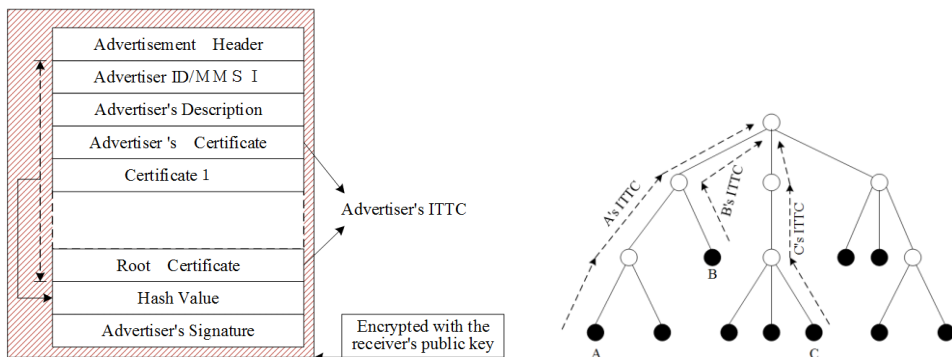 Advertisement Header
Advertiser ID/ＭＭＳＩ
Advertiser's Description
Advertiser 's Certificate
Certificate 1
Advertiser's ITTC
Root Certificate
Hash Value
Advertiser's Signature
Encrypted with the
receiver's public key
A's ITTC
B's ITTC
C's ITTC
B
A
C